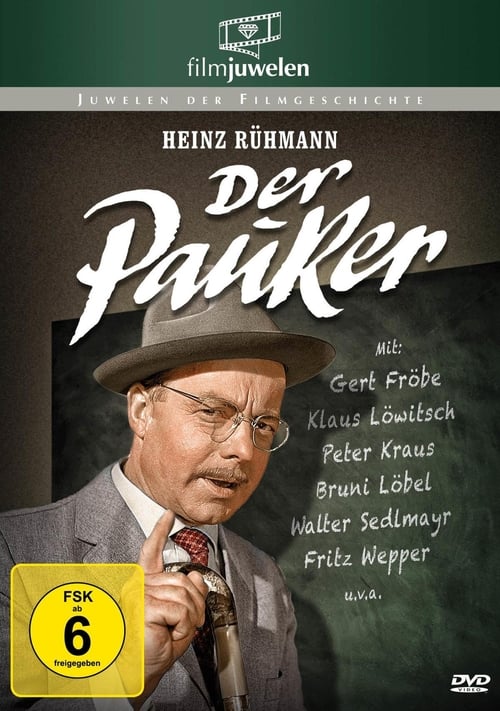 filmjuwelen
JUWELEN DER FILMGESCHICHTE
HEINZ RÜHMANN
Der
Pauker
Mit:
Gert Fröbe
Klaus Löwitsch
Peter Kraus
Bruni Löbel
Walter Sedlmayr
Fritz Wepper
u.v.a.
FSK
ab
6
freigegeben
DVD
VIDEO